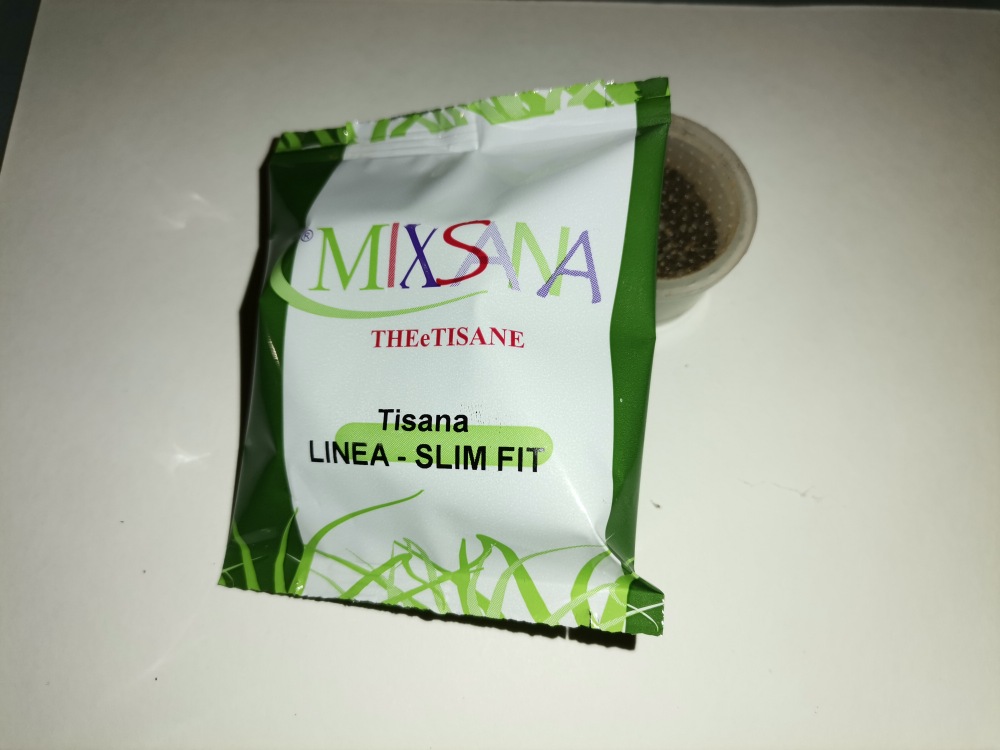 ®MIXSANA
THEeTISANE
Tisana
LINEA - SLIM FIT